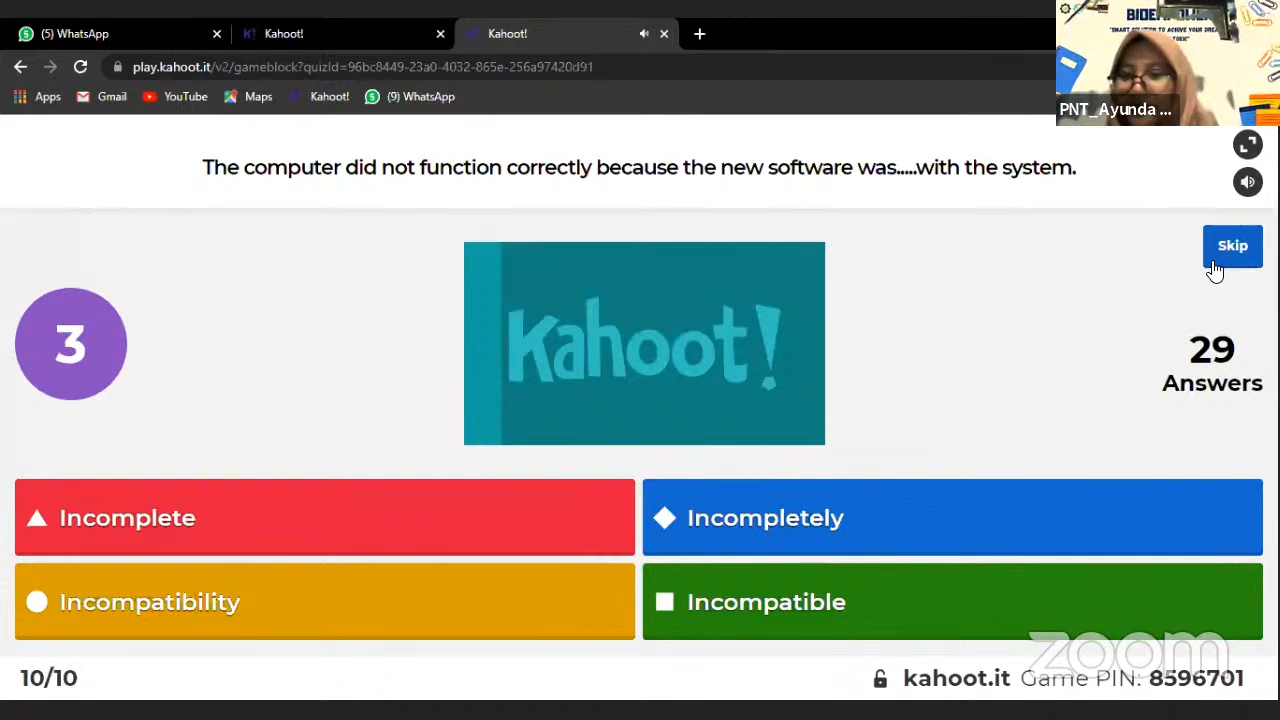 (5) WhatsApp
Kahoot!
Kahoot!
play.kahoot.it/v2/gameblock?quizId=96bc8449-23a0-4032-865e-256a97420d91
Apps Gmail YouTube Maps Kahoot! (9) WhatsApp
PNT_Ayunda ...
The computer did not function correctly because the new software was.....with the system.
Skip
3
Kahoot!
29
Answers
Incomplete
Incompletely
Incompatibility
Incompatible
zoom
10/10
kahoot.it Game PIN: 8596701